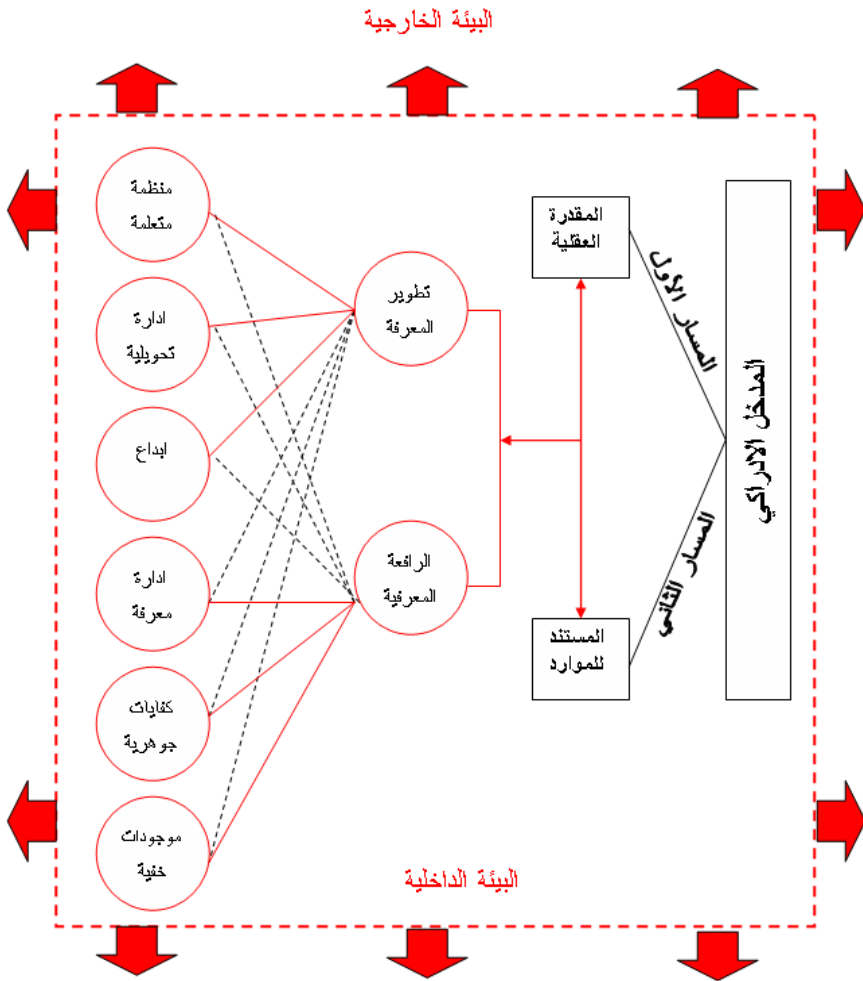 البيئة الخارجية
المدخل الادراكي
المسار الأول
المسار الثاني
المقدرة
العقلية
المستند
للموارد
تطوير
المعرفة
الرافعة
المعرفية
منظمة
متعلمة
ادارة
تحويلية
ابداع
ادارة
معرفة
كفايات
جوهرية
موجودات
خفية
البيئة الداخلية